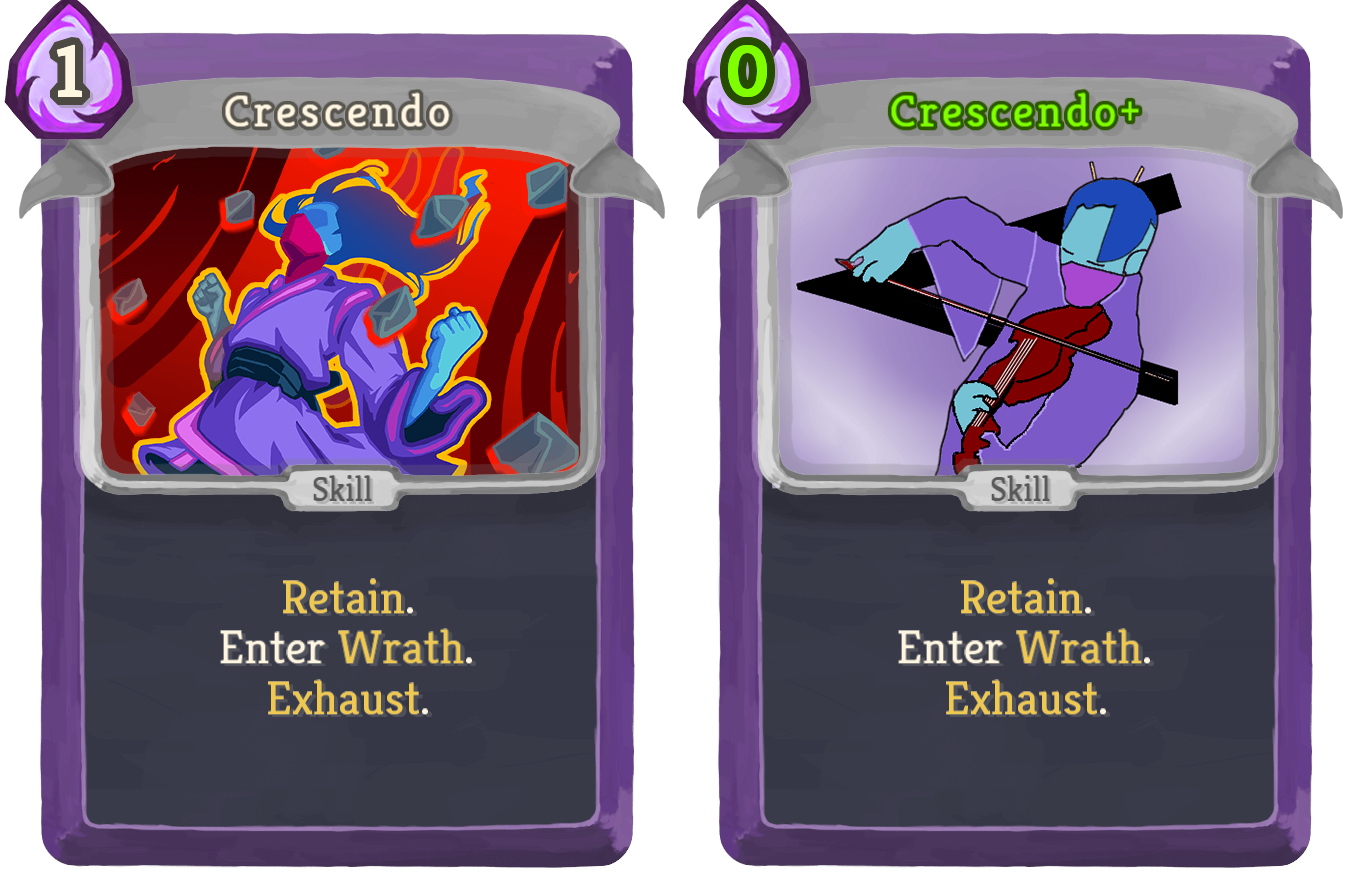 1
Crescendo
Skill
Retain.
Enter Wrath.
Exhaust.
0
Crescendo+
Skill
Retain.
Enter Wrath.
Exhaust.